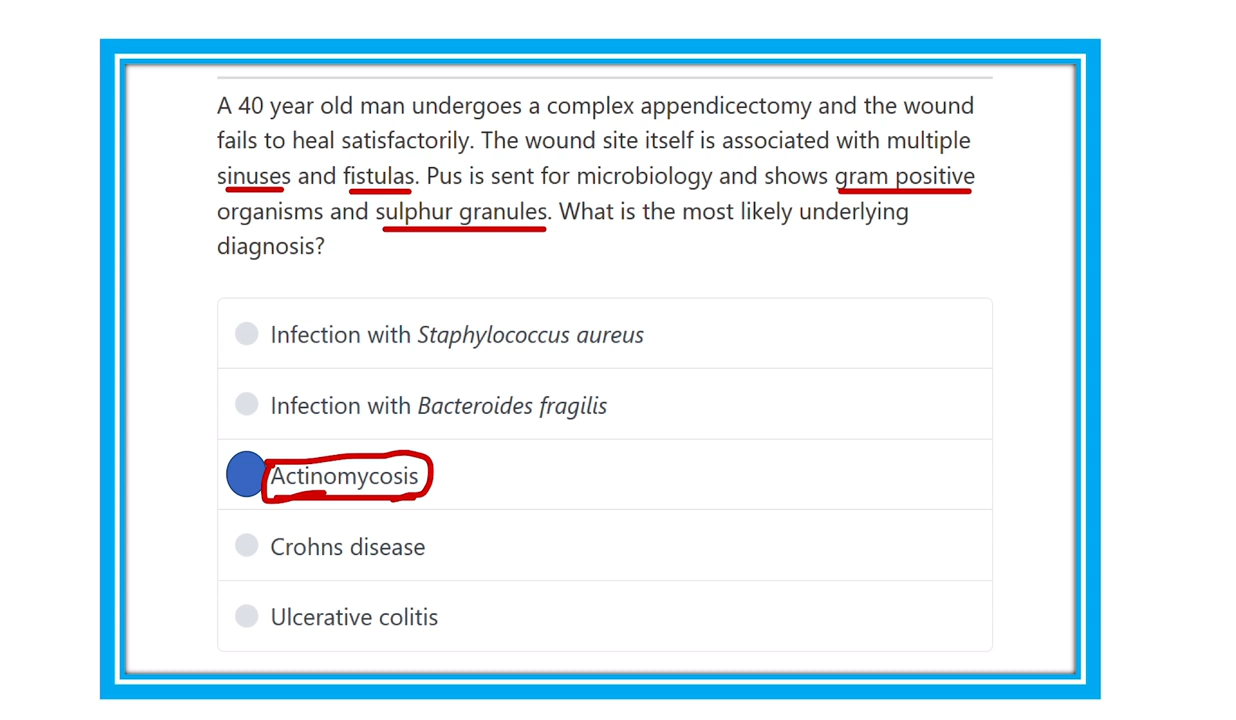 A 40 year old man undergoes a complex appendicectomy and the wound
fails to heal satisfactorily. The wound site itself is associated with multiple
sinuses and fistulas. Pus is sent for microbiology and shows gram positive
organisms and sulphur granules. What is the most likely underlying
diagnosis?
Infection with Staphylococcus aureus
Infection with Bacteroides fragilis
Actinomycosis
Crohns disease
Ulcerative colitis